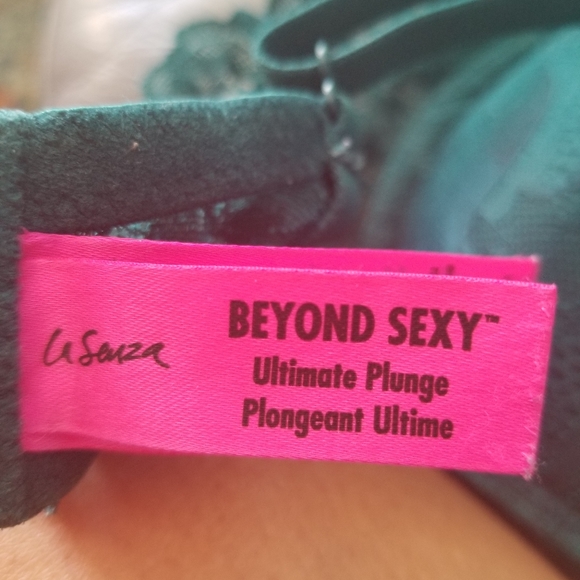 la Senza
BEYOND SEXY™
Ultimate Plunge
Plongeant Ultime